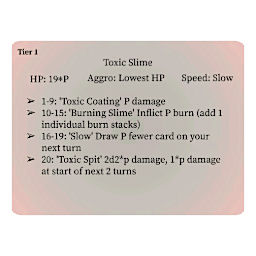 Tier 1
Toxic Slime
HP: 19*P Aggro: Lowest HP Speed: Slow
➢ 1-9: 'Toxic Coating' P damage
➢ 10-15: 'Burning Slime' Inflict P burn (add 1
individual burn stacks)
➢ 16-19: 'Slow' Draw P fewer card on your
next turn
➢ 20: 'Toxic Spit' 2d2*p damage, 1*p damage
at start of next 2 turns